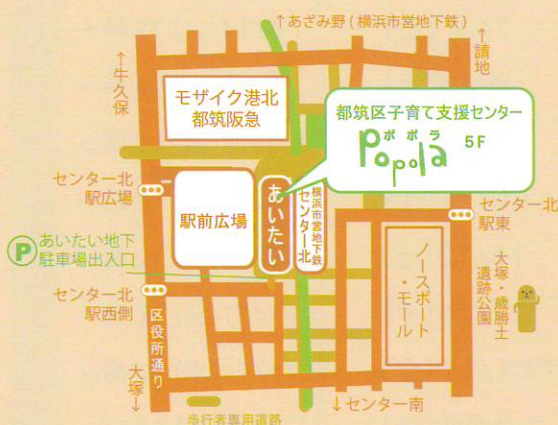 ↑あざみ野(横浜市営地下鉄)
↑牛久保
↑請地
モザイク港北
都筑阪急
都筑区子育て支援センター
ポポラ
Popola 5F
センター北
駅広場
駅前広場
あいたい
横浜市営地下鉄
センター北
センター北
駅東
P あいたい地下
駐車場出入口
ノースポート
・モール
大塚・歳勝土
遺跡公園
センター北
駅西側
区役所通り
大塚↓
↓センター南
歩行者専用道路